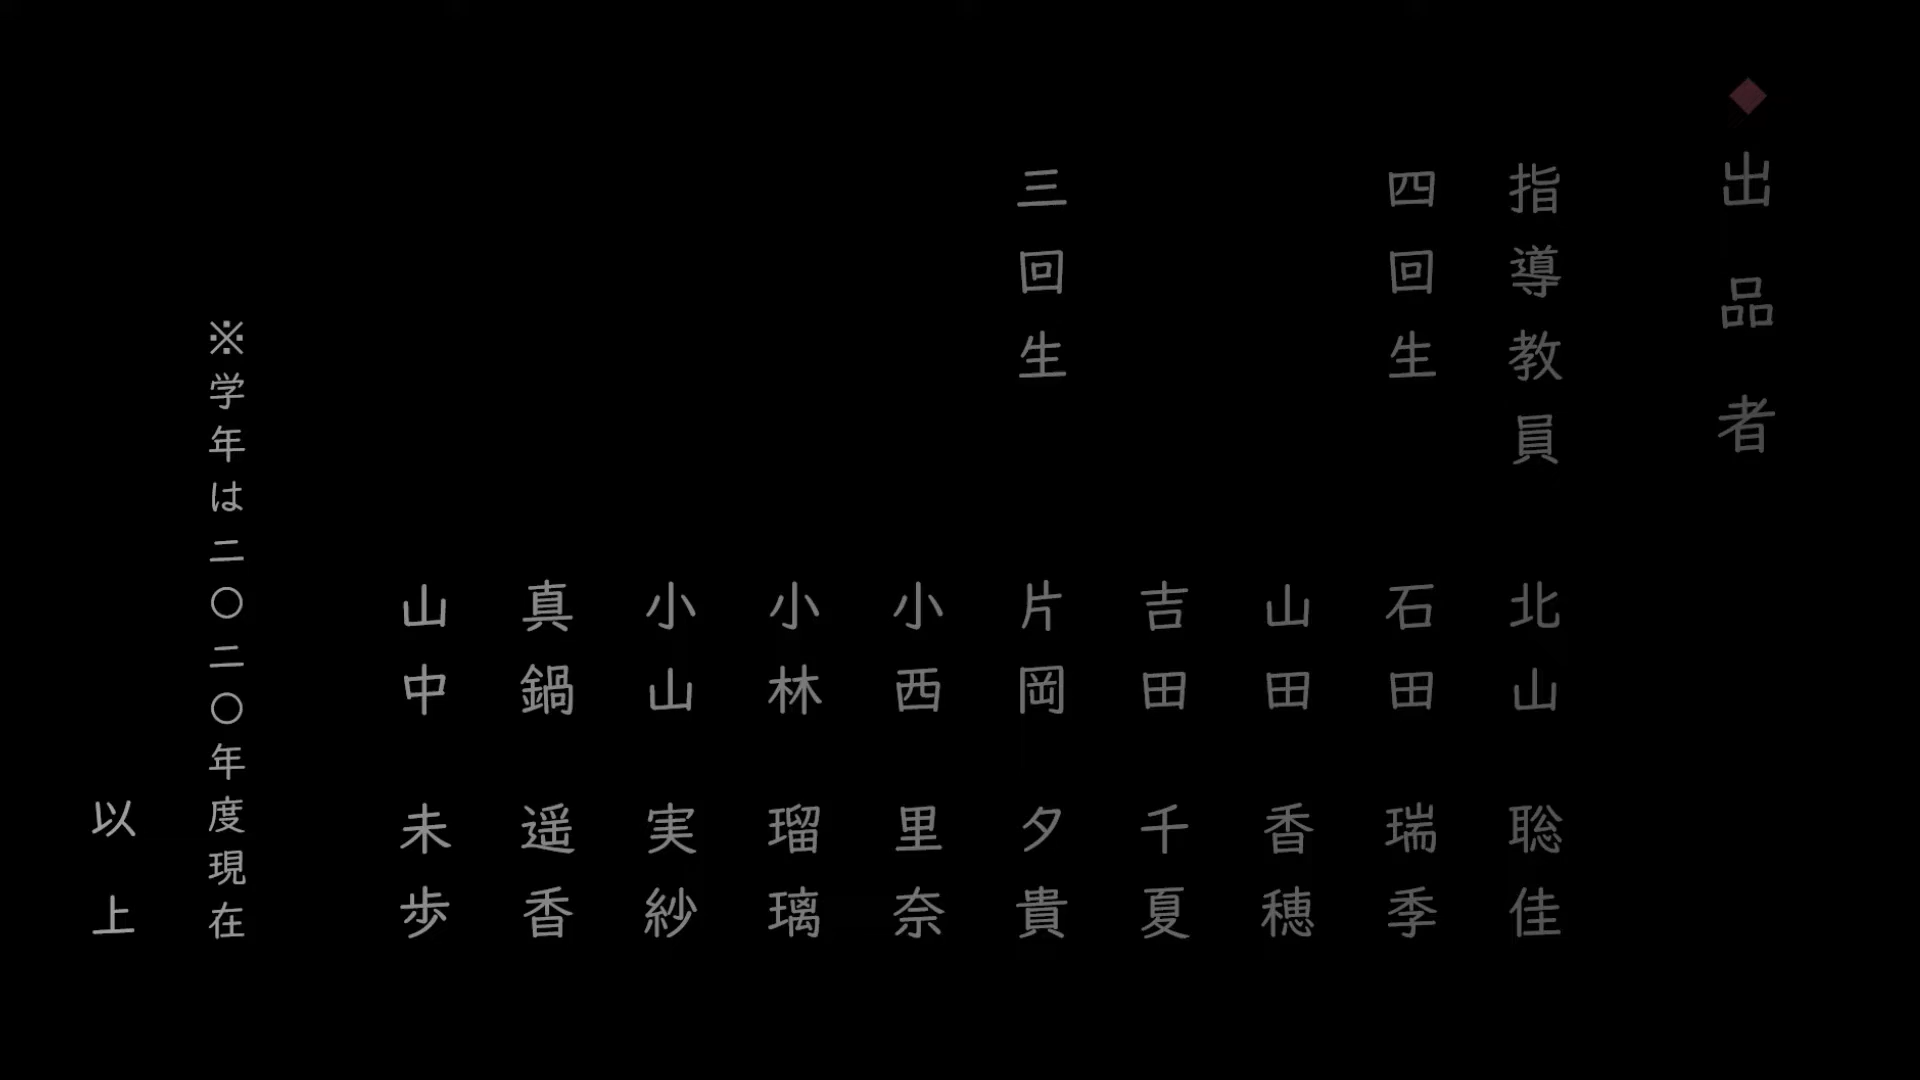 ◆出品者
指導教員 北山 聡佳
四回生 石田 瑞季
山田 香穂
吉田 千夏
三回生 片岡 夕貴
小西 里奈
小林 瑠璃
小山 実紗
真鍋 遥香
山中 未歩
※学年は二〇二〇年度現在
以上